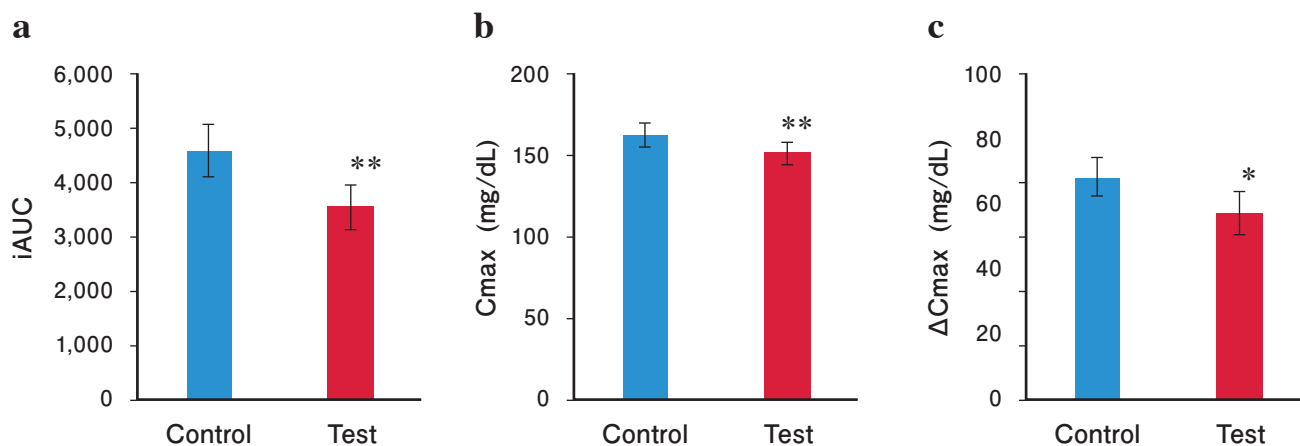 a
iAUC
6,000
5,000
4,000
3,000
2,000
1,000
0
**
Control Test
b
Cmax (mg/dL)
200
150
100
50
0
**
Control Test
c
ΔCmax (mg/dL)
100
80
60
40
20
0
*
Control Test